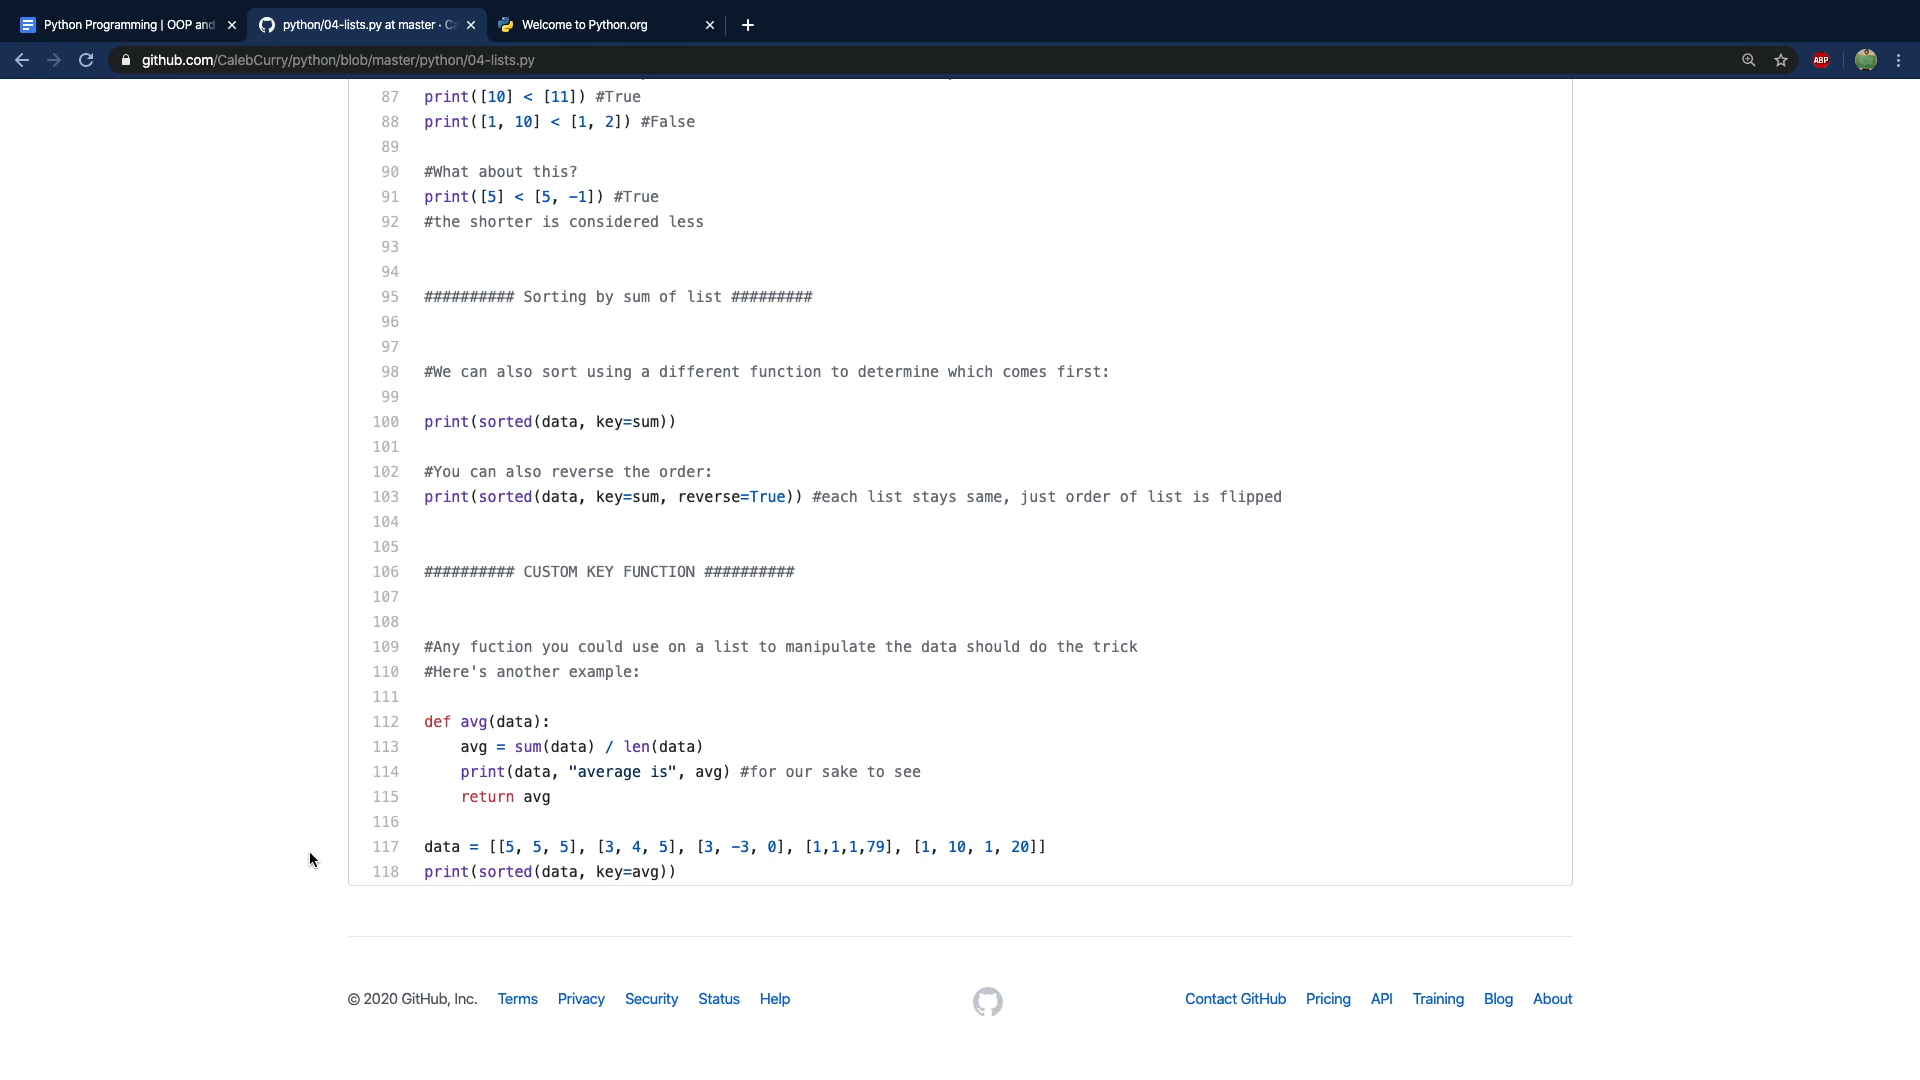 Python Programming | OOP and
python/04-lists.py at master · Ca
Welcome to Python.org
github.com/CalebCurry/python/blob/master/python/04-lists.py
ABP
87 print([10] < [11]) #True
88 print([1, 10] < [1, 2]) #False
89
90 #What about this?
91 print([5] < [5, -1]) #True
92 #the shorter is considered less
93
94
95 ########## Sorting by sum of list #########
96
97
98 #We can also sort using a different function to determine which comes first:
99
100 print(sorted(data, key=sum))
101
102 #You can also reverse the order:
103 print(sorted(data, key=sum, reverse=True)) #each list stays same, just order of list is flipped
104
105
106 ########## CUSTOM KEY FUNCTION ##########
107
108
109 #Any fuction you could use on a list to manipulate the data should do the trick
110 #Here's another example:
111
112 def avg(data):
113     avg = sum(data) / len(data)
114     print(data, "average is", avg) #for our sake to see
115     return avg
116
117 data = [[5, 5, 5], [3, 4, 5], [3, -3, 0], [1,1,1,79], [1, 10, 1, 20]]
118 print(sorted(data, key=avg))
© 2020 GitHub, Inc. Terms Privacy Security Status Help
Contact GitHub Pricing API Training Blog About